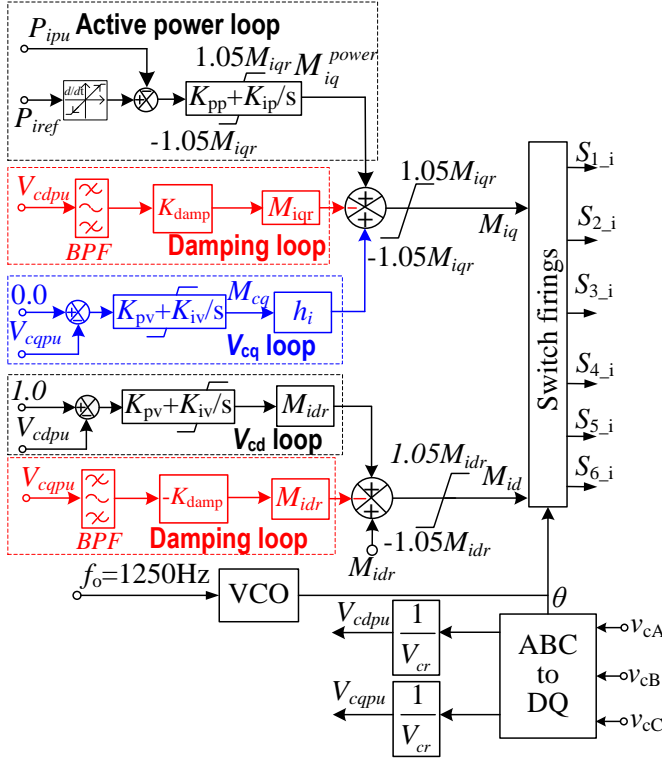 Active power loop
P_ipu
1.05M_iqr M_iq^power
d/dt
P_iref
K_pp+K_ip/s
-1.05M_iqr
V_cdpu
BPF
K_damp
M_iqr
Damping loop
1.05M_iqr
M_iq
-1.05M_iqr
0.0
V_cqpu
K_pv+K_iv/s
M_cq
h_i
V_cq loop
1.0
V_cdpu
K_pv+K_iv/s
M_idr
V_cd loop
V_cqpu
BPF
-K_damp
M_idr
Damping loop
1.05M_idr
M_id
-1.05M_idr
M_idr
Switch firings
S_1_i
S_2_i
S_3_i
S_4_i
S_5_i
S_6_i
f_o=1250Hz
VCO
θ
V_cdpu
1
V_cr
V_cqpu
1
V_cr
ABC
to
DQ
v_cA
v_cB
v_cC